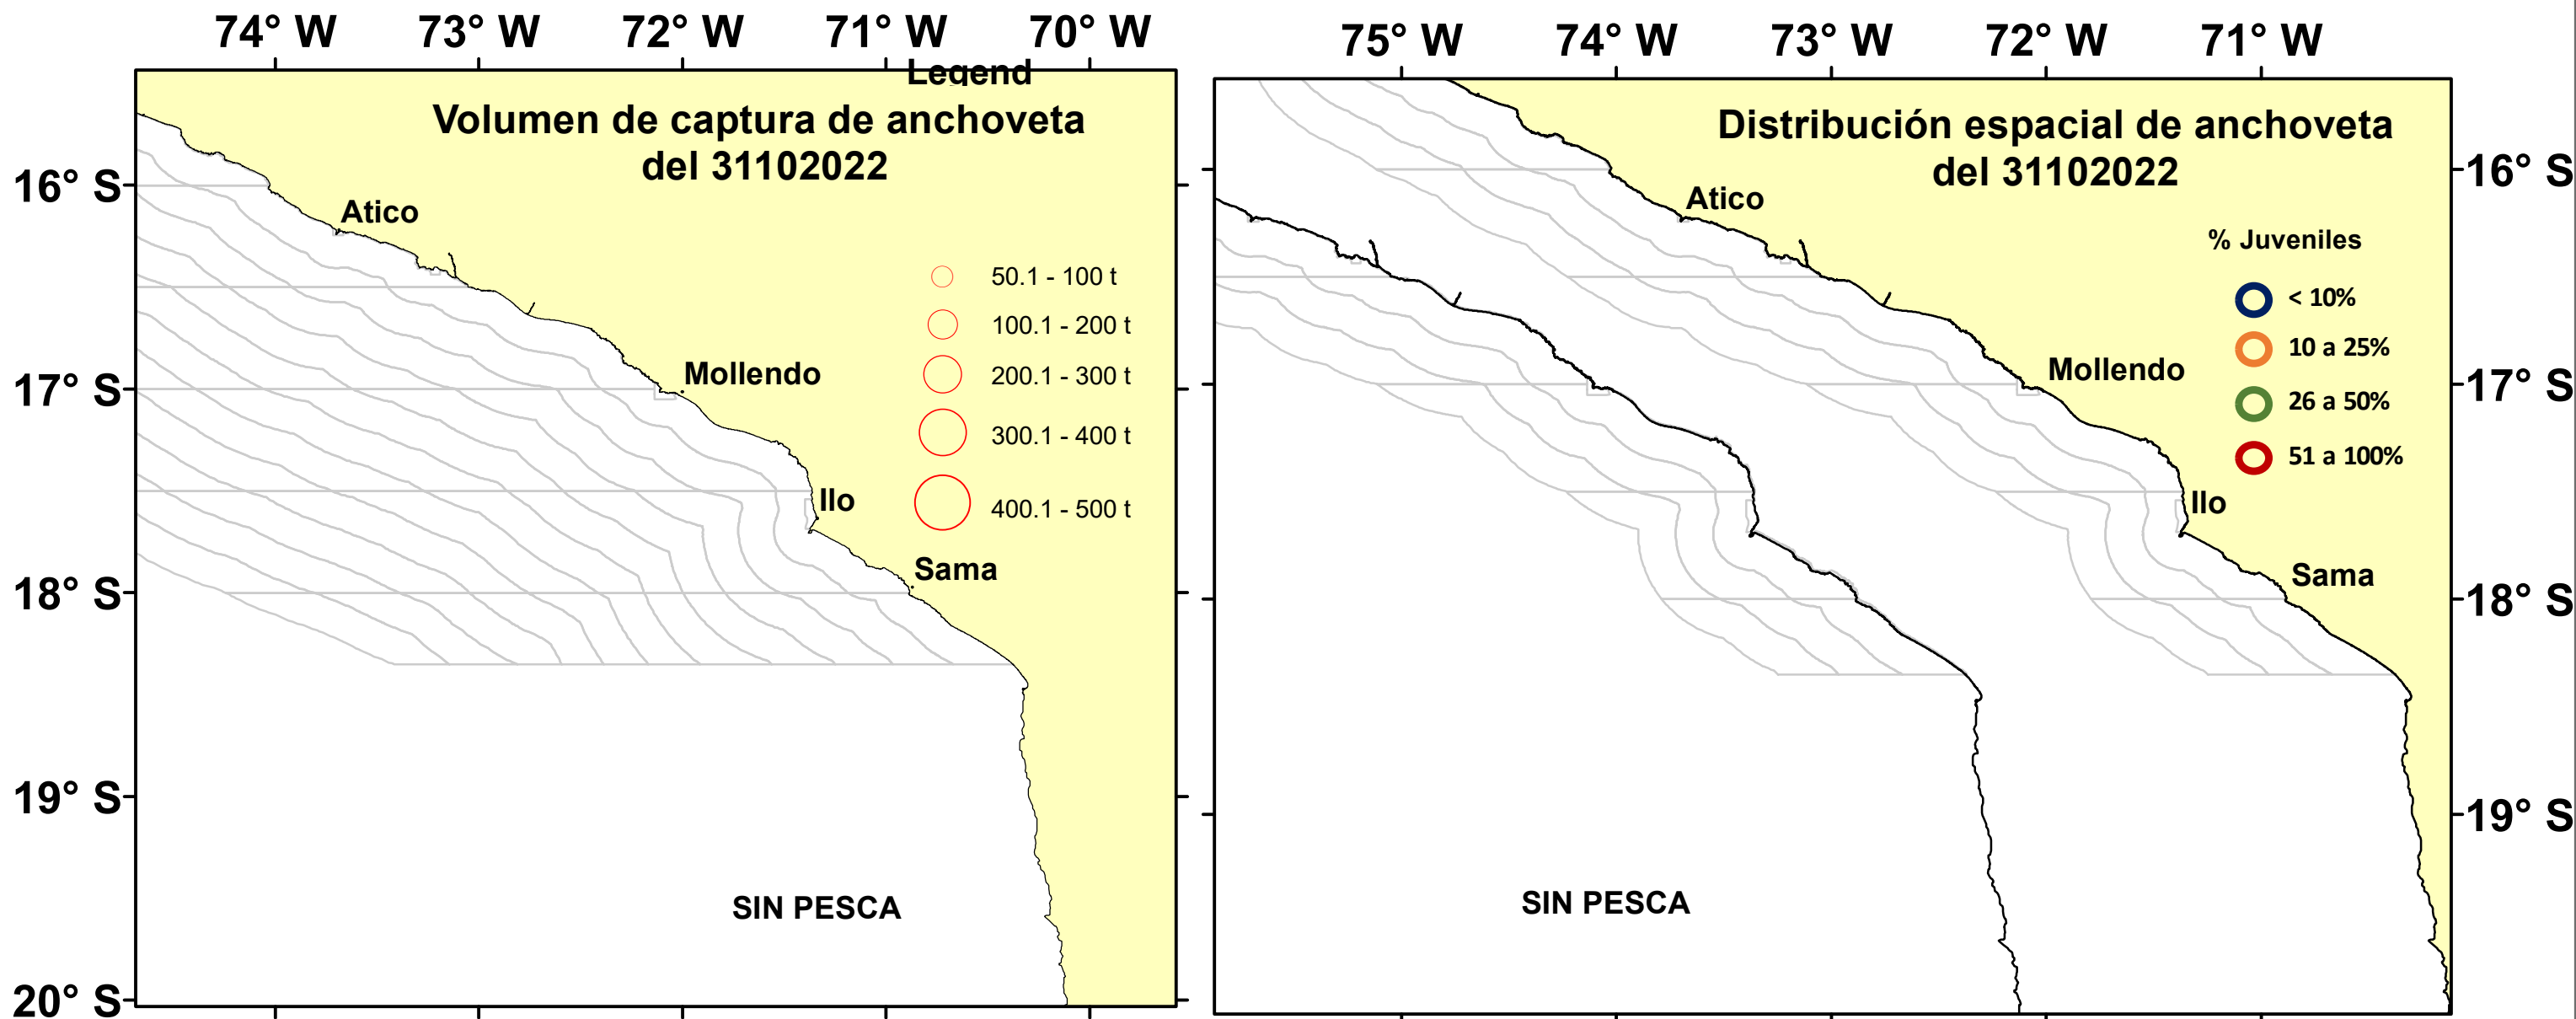 74° W 73° W 72° W 71° W 70° W
Legend
Volumen de captura de anchoveta
del 31102022
16° S
Atico
50.1 - 100 t
100.1 - 200 t
Mollendo
200.1 - 300 t
17° S
300.1 - 400 t
Ilo
400.1 - 500 t
Sama
18° S
19° S
SIN PESCA
20° S
75° W 74° W 73° W 72° W 71° W
Distribución espacial de anchoveta
del 31102022
16° S
Atico
% Juveniles
< 10%
10 a 25%
Mollendo
17° S
26 a 50%
51 a 100%
Ilo
Sama
18° S
19° S
SIN PESCA